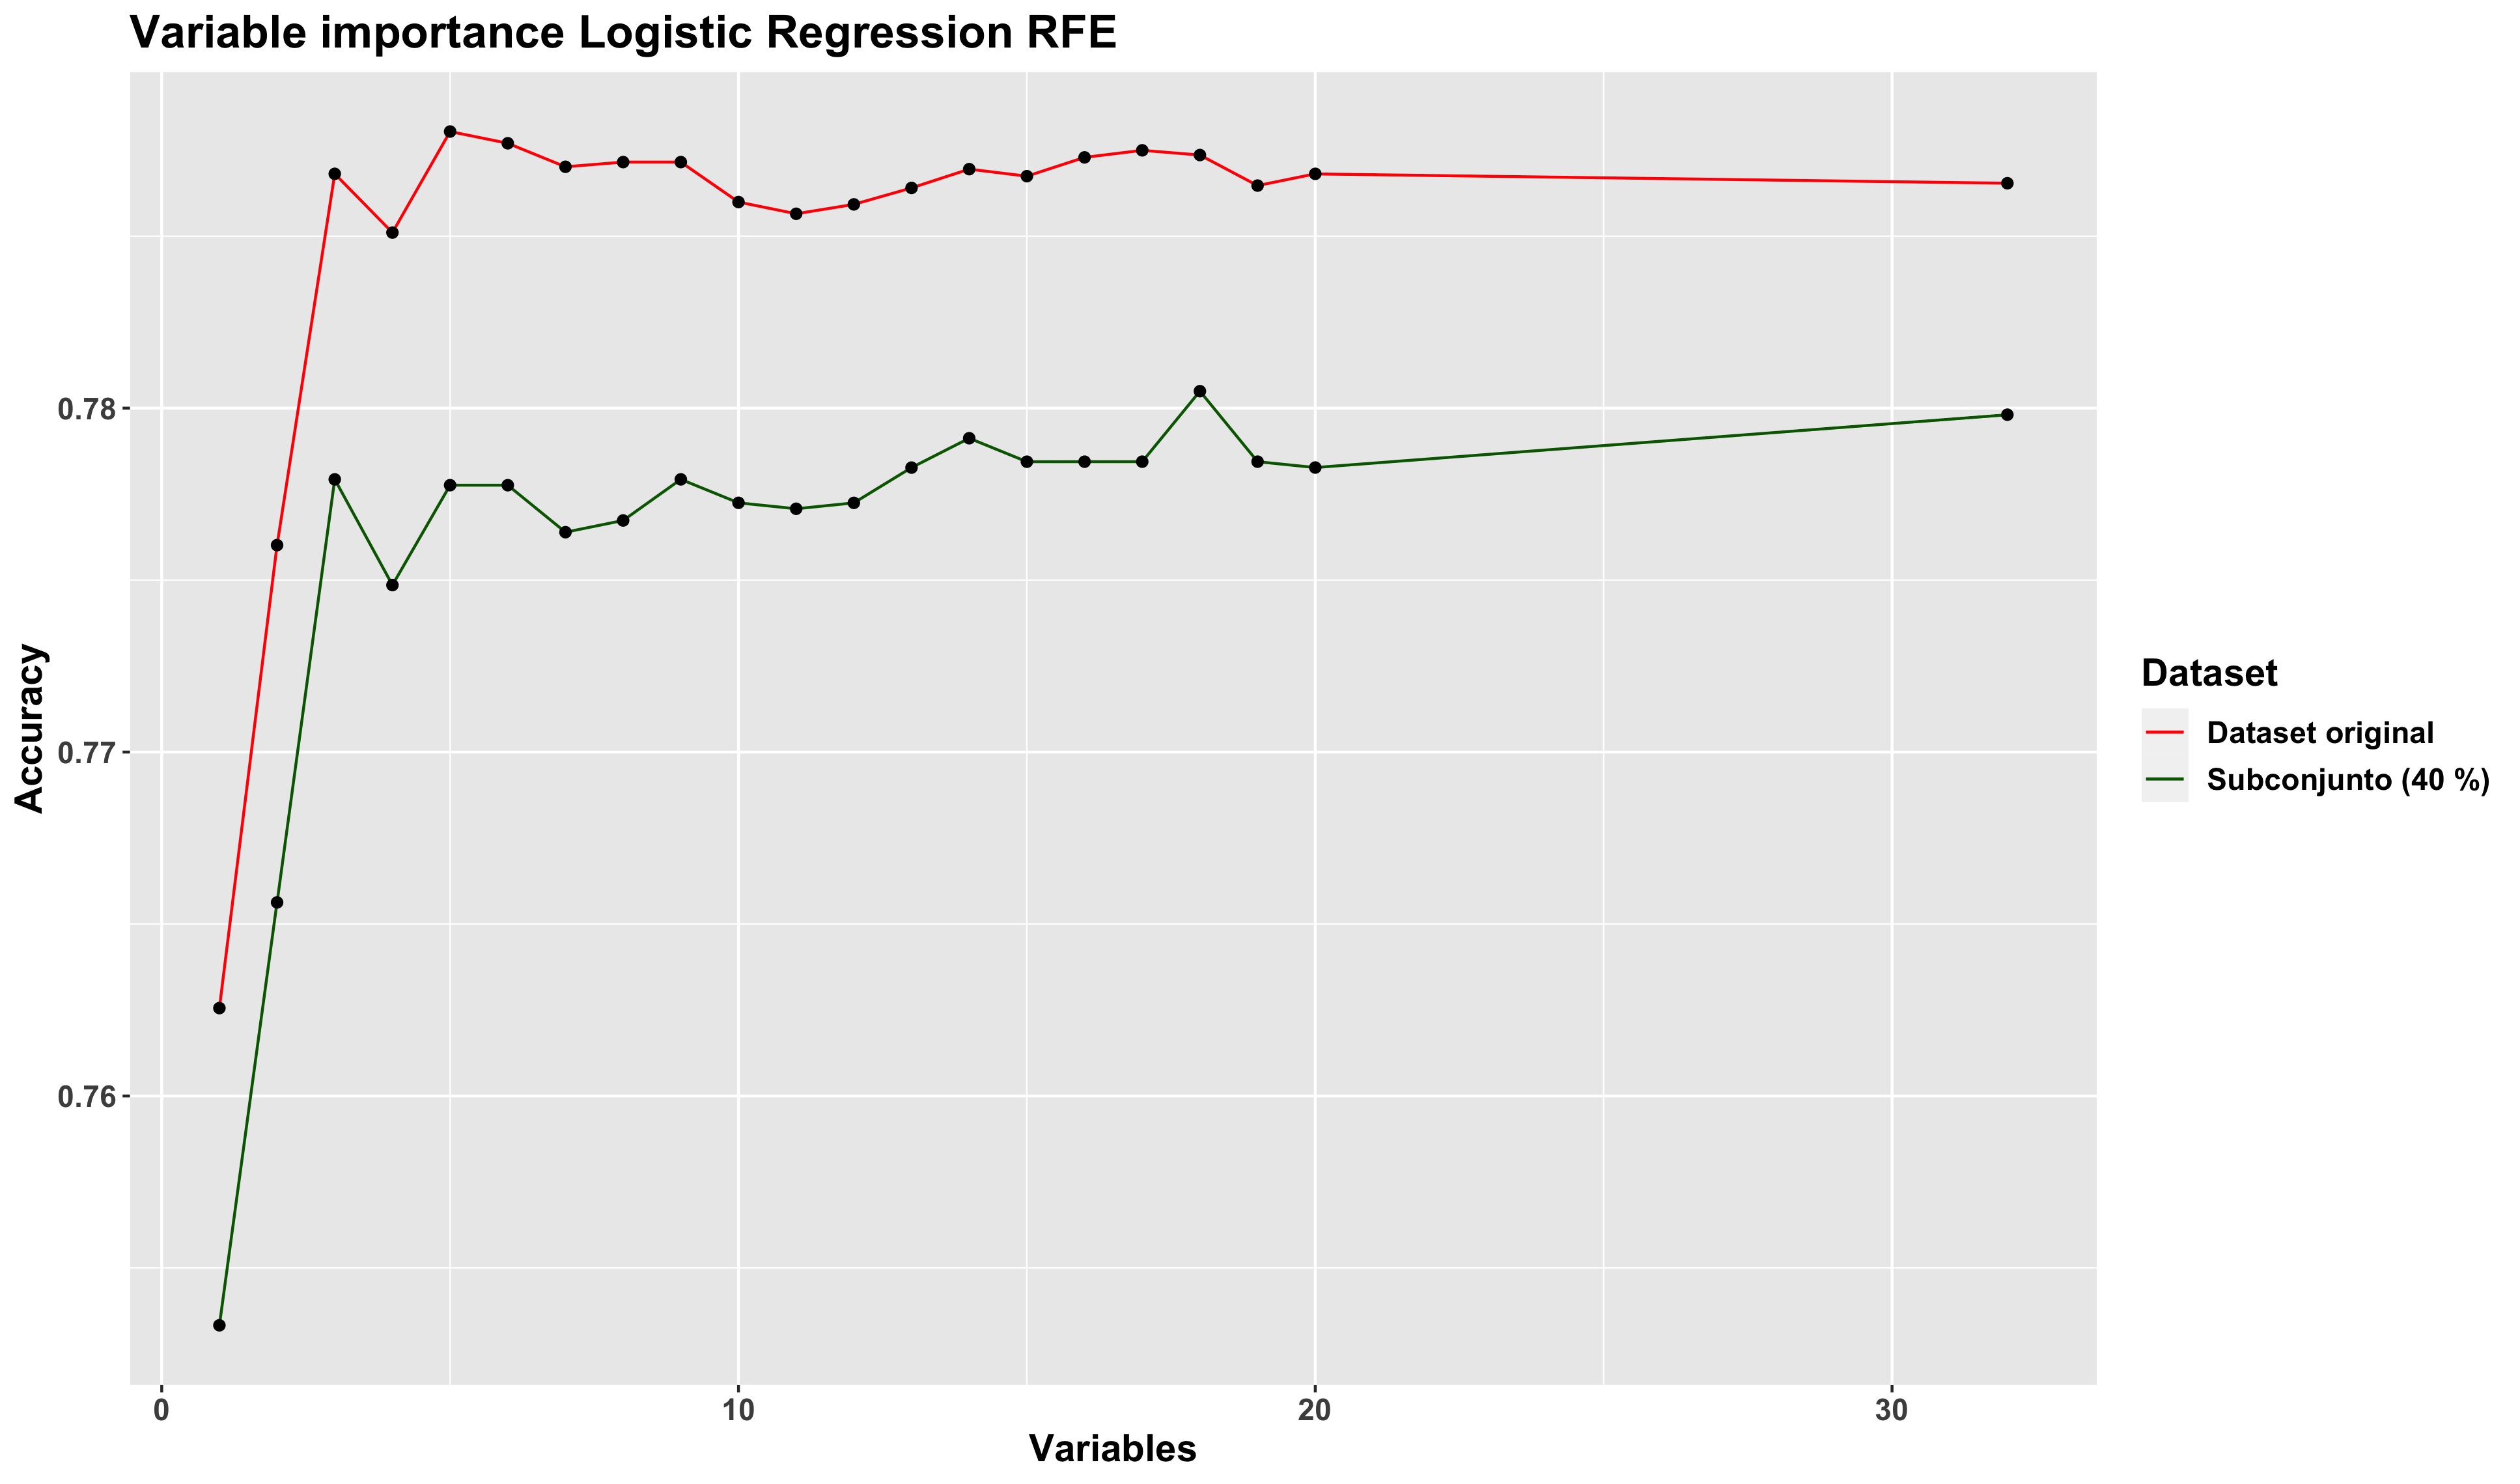 Variable importance Logistic Regression RFE
0.78
0.77
0.76
Accuracy
0
10
20
30
Variables
Dataset
Dataset original
Subconjunto (40 %)